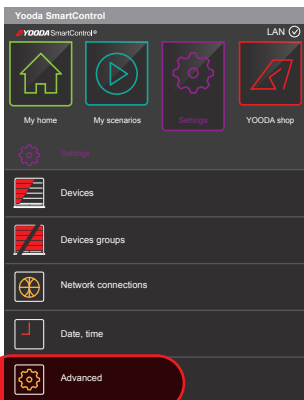 Yooda SmartControl
YOODA SmartControl® LAN
My home My scenarios Settings YOODA shop
Settings
Devices
Devices groups
Network connections
Date, time
Advanced